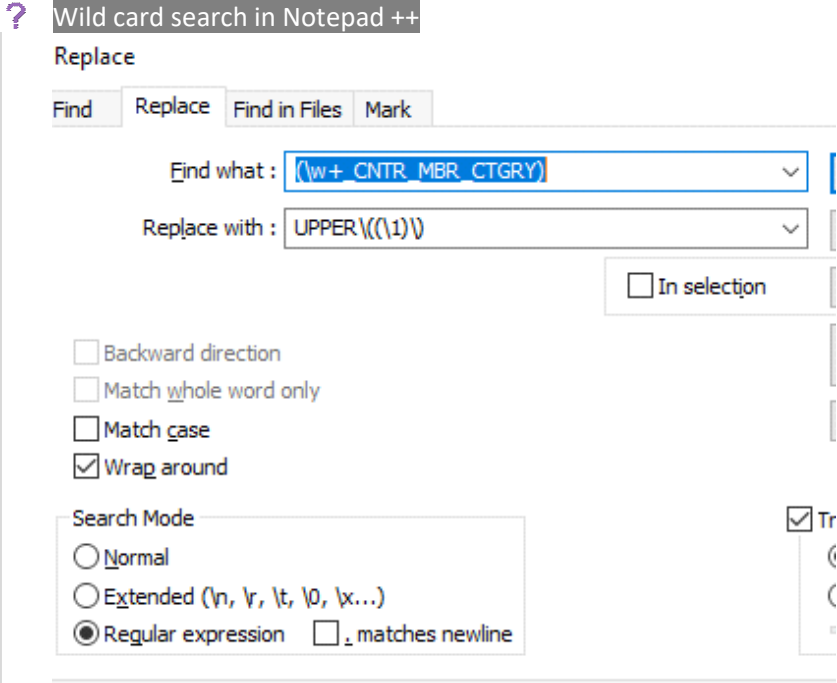 ? Wild card search in Notepad ++
Replace
Find Replace Find in Files Mark
Find what : (\w+_CNTR_MBR_CTGRY)
Replace with : UPPER\((\1)\)
In selection
Backward direction
Match whole word only
Match case
Wrap around
Search Mode
Tr
Normal
Extended (\n, \r, \t, \0, \x...)
Regular expression . matches newline